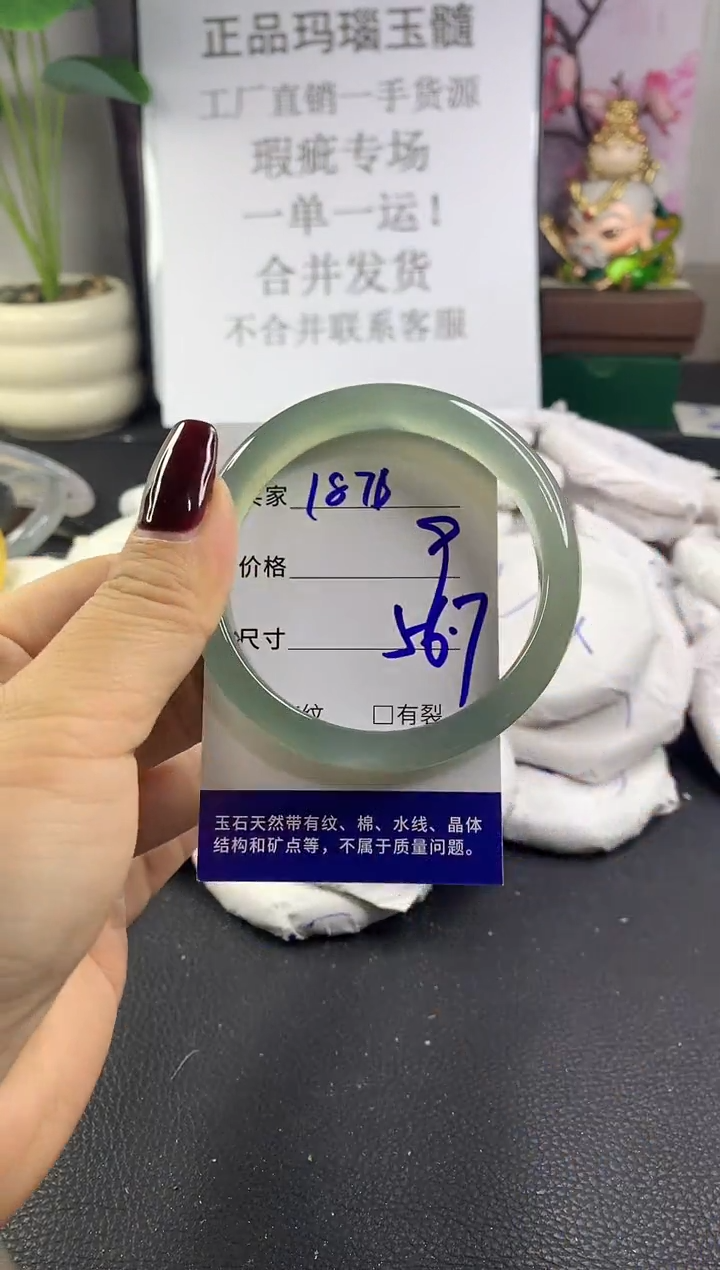 正品玛瑙玉髓
工厂直销一手货源
瑕疵专场
一单一运！
合并发货
不合并联系客服
家 1876
价格
尺寸 56.7
纹 □有裂
玉石天然带有纹、棉、水线、晶体
结构和矿点等，不属于质量问题。